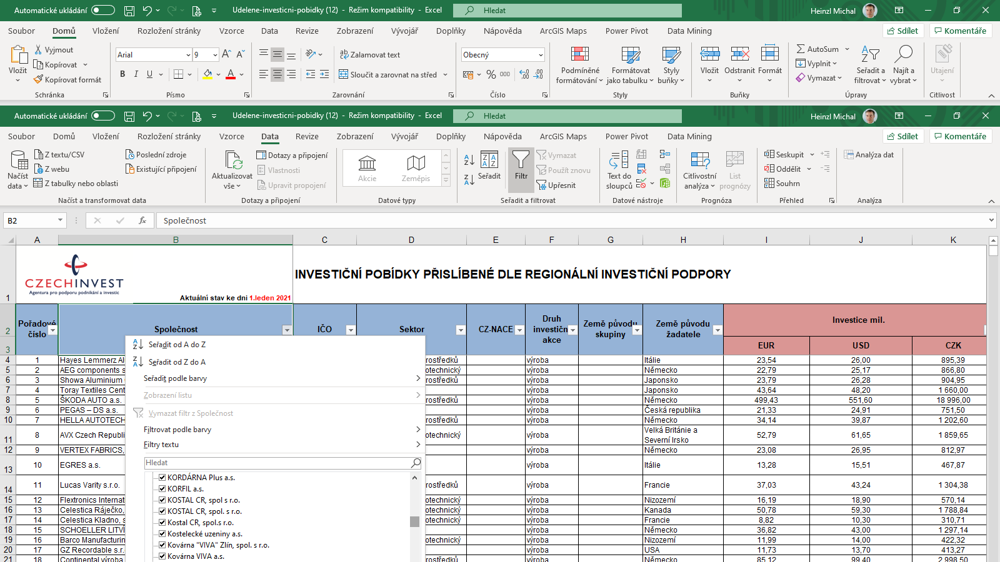 Automatické ukládání Udelene-investicni-pobidky (12) - Režim kompatibility - Excel Hledat Heinzl Michal
Soubor Domů Vložení Rozložení stránky Vzorce Data Revize Zobrazení Vývojář Doplňky Nápověda ArcGIS Maps Power Pivot Data Mining Sdílet Komentáře
Vložit Vyjmout Kopírovat Kopírovat formát
Arial 9 A A
B I U A
Zalamovat text
Sloučit a zarovnat na střed
Obecný
% 000
Podmíněné formátování Formátovat jako tabulku Styly buňky
Vložit Odstranit Formát
AutoSum Vyplnit Vymazat Seřadit a filtrovat Najít a vybrat
Utajení
Schránka Písmo Zarovnání Číslo Styly Buňky Úpravy Citlivost
Automatické ukládání Udelene-investicni-pobidky (12) - Režim kompatibility - Excel Hledat Heinzl Michal
Soubor Domů Vložení Rozložení stránky Vzorce Data Revize Zobrazení Vývojář Doplňky Nápověda ArcGIS Maps Power Pivot Data Mining Sdílet Komentáře
Načíst data Z textu/CSV Z webu Z tabulky nebo oblasti Poslední zdroje Existující připojení
Aktualizovat vše Dotazy a připojení Vlastnosti Upravit propojení
Akcie Zeměpis
Seřadit Filtr Vymazat Použít znovu Upřesnit
Text do sloupců
Citlivostní analýza List prognózy
Seskupit Oddělit Souhrn
Analýza dat
Načíst a transformovat data Dotazy a připojení Datové typy Seřadit a filtrovat Datové nástroje Prognóza Přehled Analýza
B2 fx Společnost
A B C D E F G H I J K
CZECHINVEST
Agentura pro podporu podnikání a investic
INVESTIČNÍ POBÍDKY PŘISLÍBENÉ DLE REGIONÁLNÍ INVESTIČNÍ PODPORY
1 Aktuální stav ke dni 1.leden 2021
2 Pořadové číslo Společnost IČO Sektor CZ-NACE Druh investičn akce Země původu skupiny Země původu žadatele Investice mil.
3 EUR USD CZK
4 1 Hayes Lemmerz Al rostředků výroba Itálie 23,54 26,00 895,39
5 2 AEG components s otechnický výroba Německo 22,79 25,17 866,80
6 3 Showa Aluminium rostředků výroba Japonsko 23,79 26,28 904,95
7 4 Toray Textiles Cent výroba Japonsko 43,64 48,20 1 660,00
8 5 ŠKODA AUTO a.s. rostředků výroba Německo 499,43 551,60 18 996,00
9 6 PEGAS – DS a.s. výroba Česká republika 21,33 24,91 751,50
10 7 HELLA AUTOTECH rostředků výroba Německo 34,14 39,87 1 202,60
11 8 AVX Czech Republi otechnický výroba Velká Británie a Severní Irsko 52,79 61,65 1 859,65
12 9 VERTEX FABRICS, výroba Německo 23,08 26,95 812,97
13 10 EGRES a.s. výroba Itálie 13,28 15,51 467,87
14 11 Lucas Varity s.r.o. rostředků výroba Francie 37,03 43,24 1 304,38
15 12 Flextronics Internat otechnický výroba Nizozemí 16,19 18,90 570,14
16 13 Celestica Ráječko, otechnický výroba Kanada 50,78 59,30 1 788,84
17 14 Celestica Kladno, s otechnický výroba Francie 8,82 10,30 310,71
18 15 SCHOELLER LITVÍ výroba Německo 36,82 43,00 1 297,14
19 16 Barco Manufacturin otechnický výroba Nizozemí 11,99 14,00 422,32
20 17 GZ Recordable s.r. výroba USA 11,73 13,70 413,27
21 18 Continental výroba rostředků výroba Německo 85,12 99,40 2 998,50
Seřadit od A do Z
Seřadit od Z do A
Seřadit podle barvy
Zobrazení listu
Vymazat filtr z Společnost
Filtrovat podle barvy
Filtry textu
Hledat
KORDÁRNA Plus a.s.
KORFIL a.s.
KOSTAL CR, spol s r.o.
KOSTAL CR, spol. s r.o.
Kostal CR, spol.s r.o.
Kostelecké uzeniny a.s.
Kovárna "VIVA" Zlín, spol. s r.o.
Kovárna VIVA a.s.